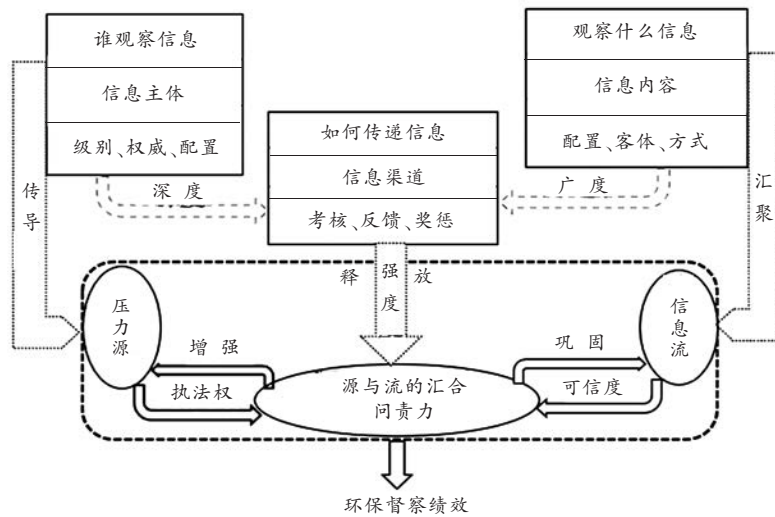 谁观察信息
信息主体
级别、权威、配置
观察什么信息
信息内容
配置、客体、方式
如何传递信息
信息渠道
考核、反馈、奖惩
传导
深度
广度
汇聚
释放
强度
压力源
信息流
增强
执法权
巩固
可信度
源与流的汇合
问责力
环保督察绩效